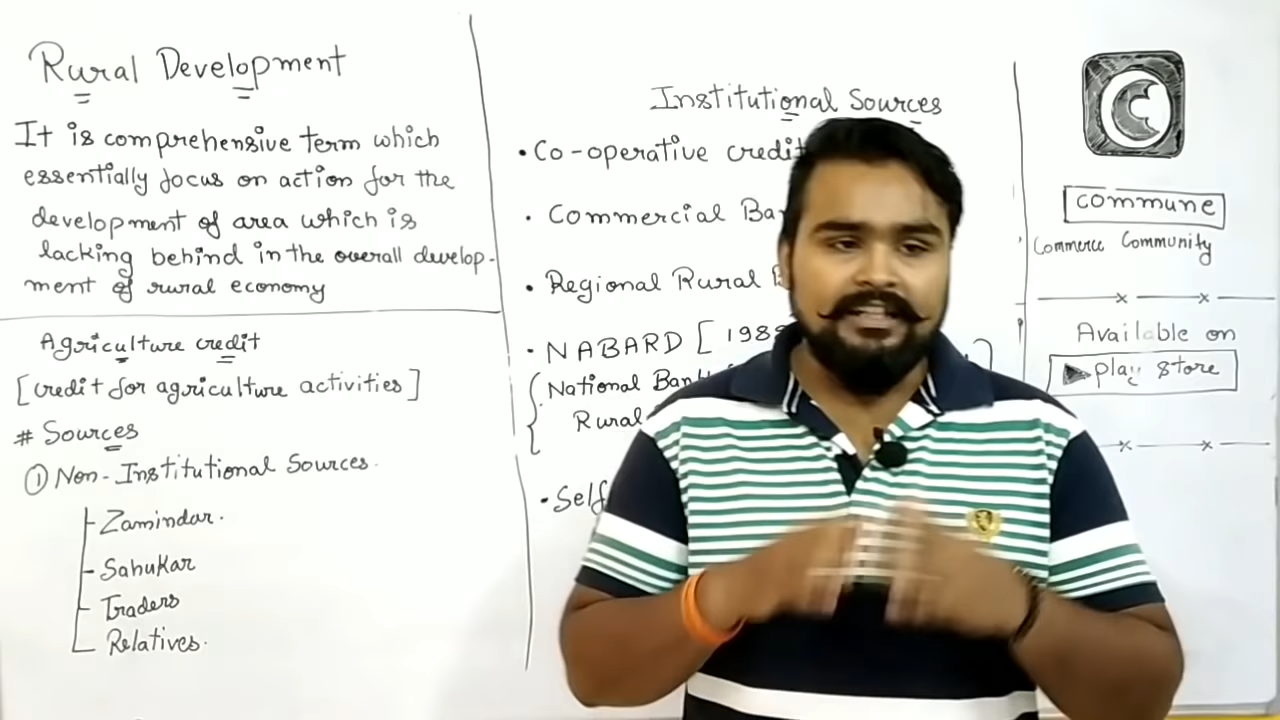 Rural Development
It is comprehensive term which
essentially focus on action for the
development of area which is
lacking behind in the overall develop-
ment of rural economy
Agriculture credit
[credit for agriculture activities]
# Sources
① Non-Institutional Sources.
Zamindar.
Sahukar
Traders
Relatives.
Institutional Sources
• Co-operative credit
• Commercial
• Regional Rural
• NABARD [
National
Rural
• Self
commune
Commerce Community
Available on
▶ play store